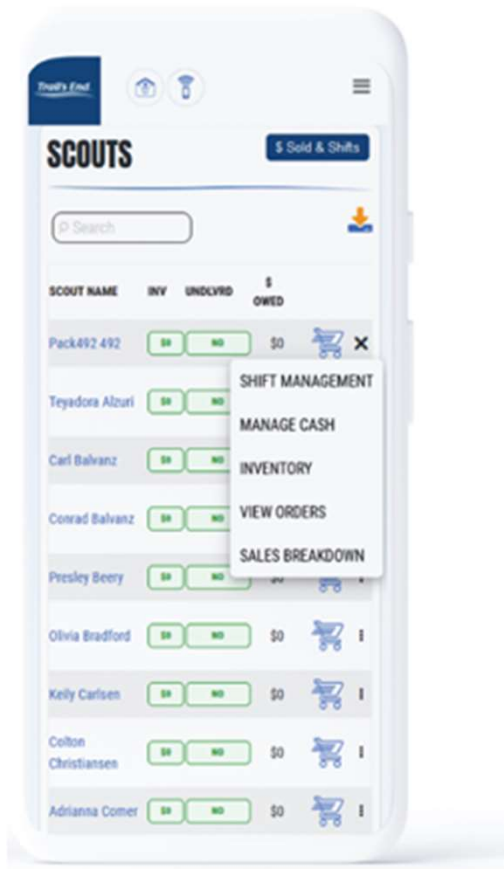 Trail's End
SCOUTS
$ Sold & Shifts
Search
SCOUT NAME INV UNDLVRD $ OWED
Pack492 492 $0 NO $0
SHIFT MANAGEMENT
Teyadora Alzuri $0 NO
MANAGE CASH
Carl Balvanz $0 NO
INVENTORY
Conrad Balvanz $0 NO
VIEW ORDERS
SALES BREAKDOWN
Presley Beery $0 NO $0
Olivia Bradford $0 NO $0
Keily Carlsen $0 NO $0
Colton
Christiansen $0 NO $0
Adrianna Comer $0 NO $0